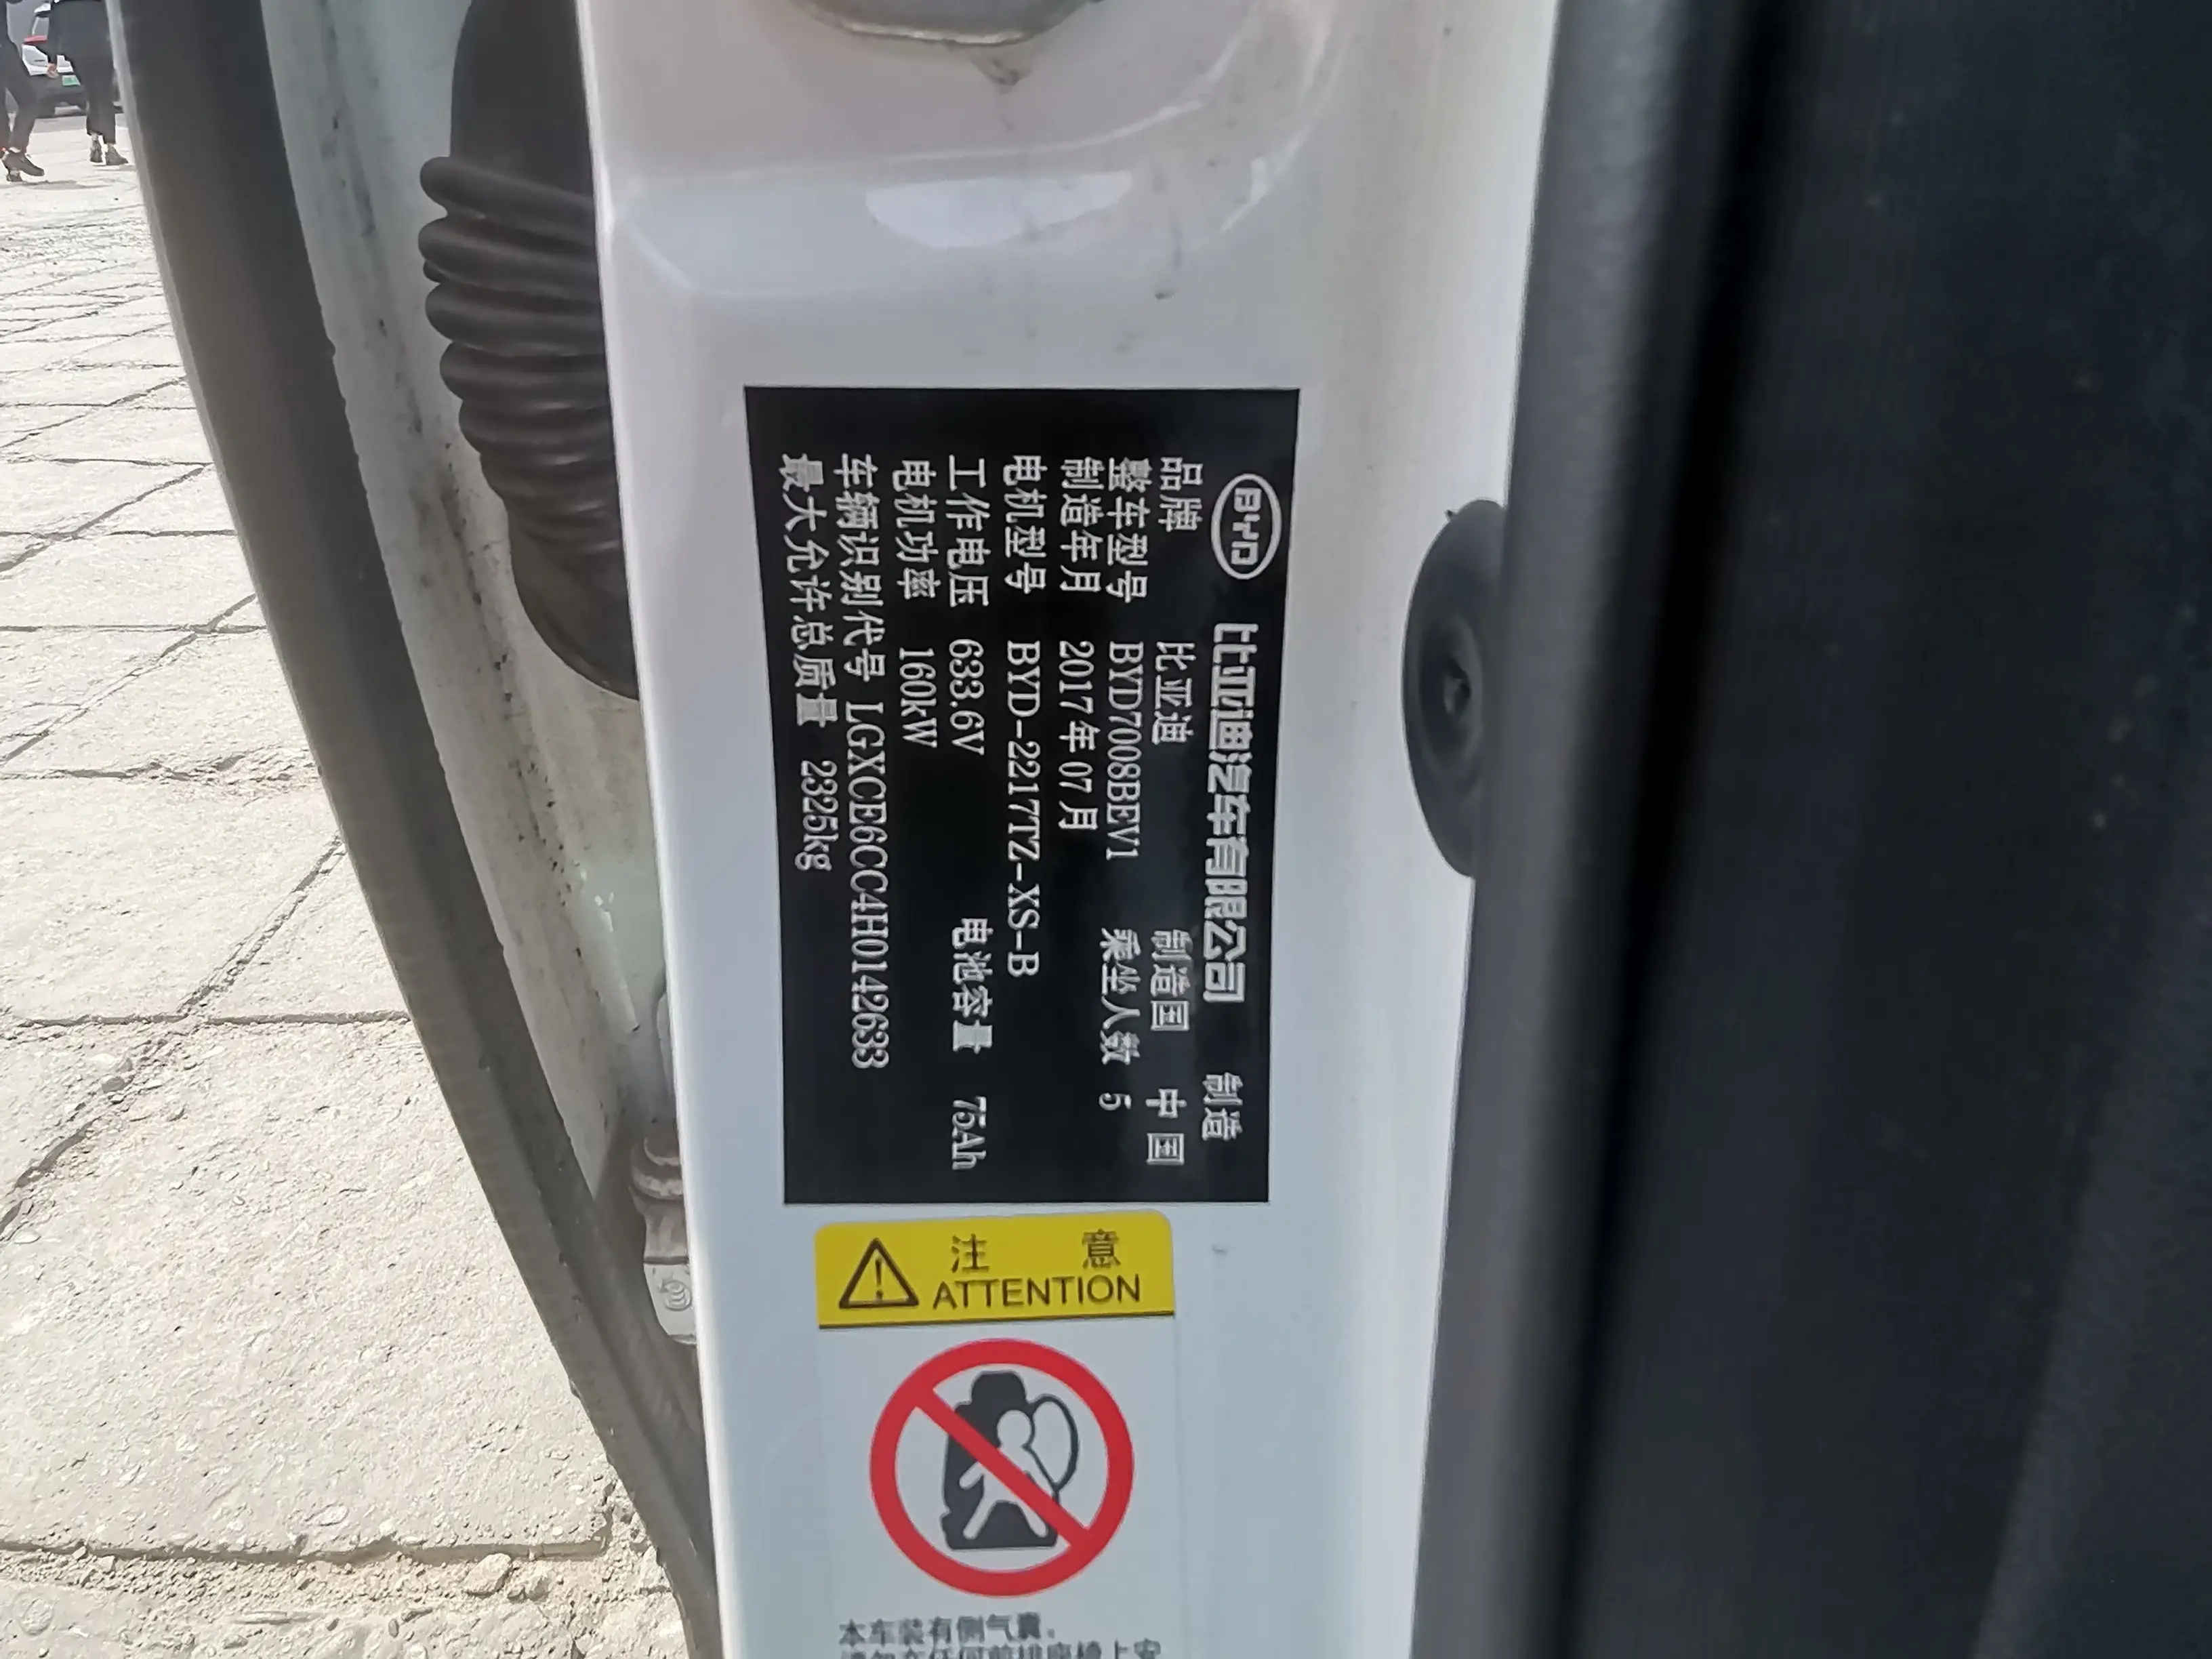 BYD 比亚迪汽车有限公司 制造
品牌 比亚迪 制造国 中国
整车型号 BYD7008BEV1 乘坐人数 5
制造年月 2017年07月
电机型号 BYD-2217TZ-XS-B
工作电压 633.6V 电池容量 75Ah
电机功率 160kW
车辆识别代号 LGXCE6CC4H0142633
最大允许总质量 2325kg
注 意
ATTENTION
本车装有侧气囊。